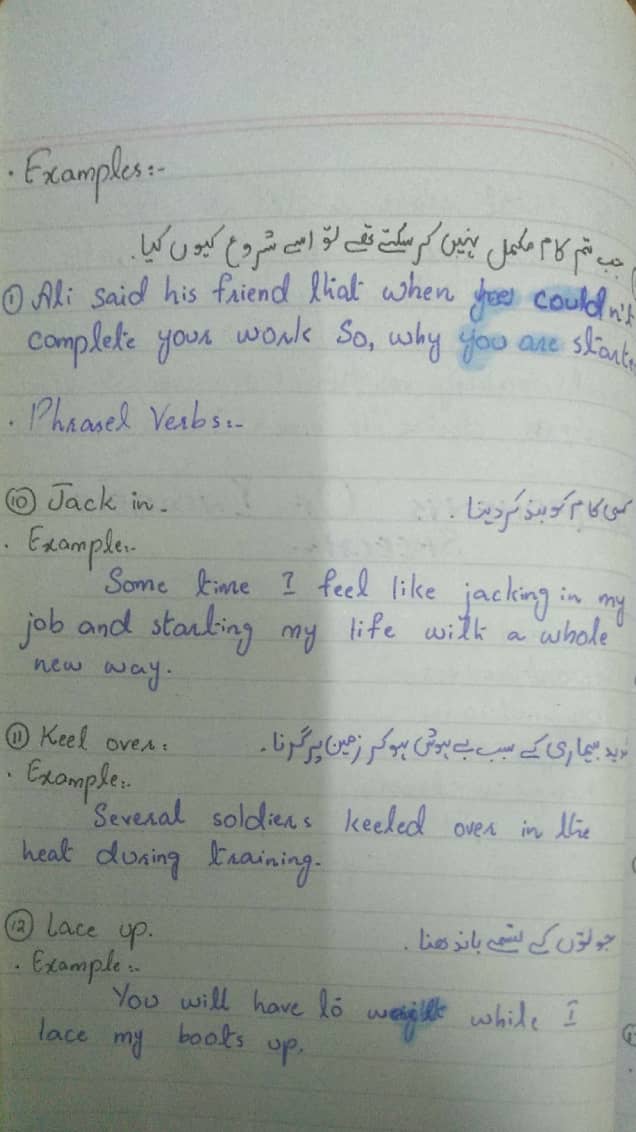 · Examples:-
جب تم کام مکمل نہیں کر سکتے تھے تو اسے شروع کیوں کیا.
① Ali said his friend that when you couldn't
complete your work So, why you are start
· Phrasel Verbs:-
⑩ Jack in. کسی کام کو بند کر دینا.
· Example:-
Some time I feel like jacking in my
job and starting my life with a whole
new way.
⑪ Keel over: بیماری کے سبب بے ہوش ہو کر زمین پر گرنا.
· Example:-
Several soldiers keeled over in the
heat during training.
⑫ Lace up. جوتوں کے تسمے باندھنا.
· Example:-
You will have to while I
lace my boots up.